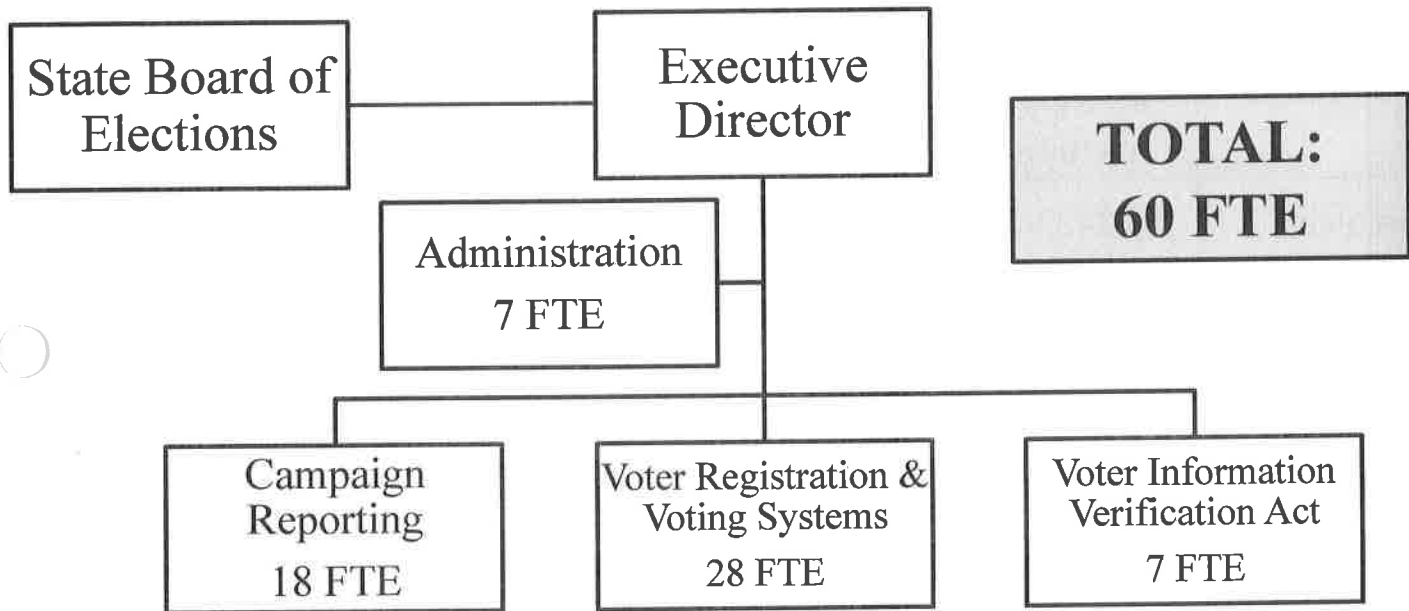 State Board of
Elections
Executive
Director
TOTAL:
60 FTE
Administration
7 FTE
Campaign
Reporting
18 FTE
Voter Registration &
Voting Systems
28 FTE
Voter Information
Verification Act
7 FTE